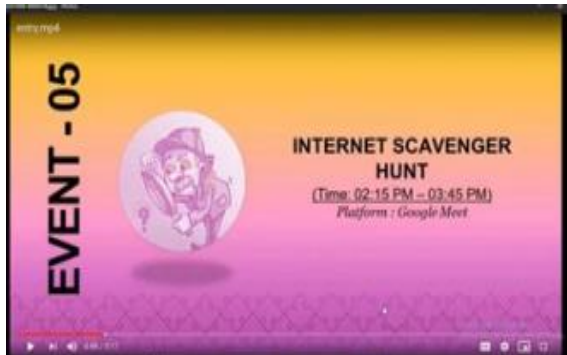 entry.mp4
EVENT - 05
INTERNET SCAVENGER
HUNT
(Time: 02:15 PM – 03:45 PM)
Platform : Google Meet